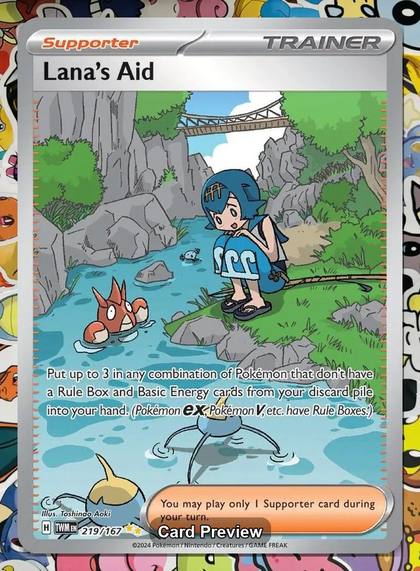 Supporter
TRAINER
Lana's Aid
Put up to 3 in any combination of Pokémon that don't have
a Rule Box and Basic Energy cards from your discard pile
into your hand. (Pokémon ex, Pokémon V, etc. have Rule Boxes.)
Illus. Toshinao Aoki
H TWM EN 219/167
You may play only 1 Supporter card during
your turn.
Card Preview
©2024 Pokémon / Nintendo / Creatures / GAME FREAK